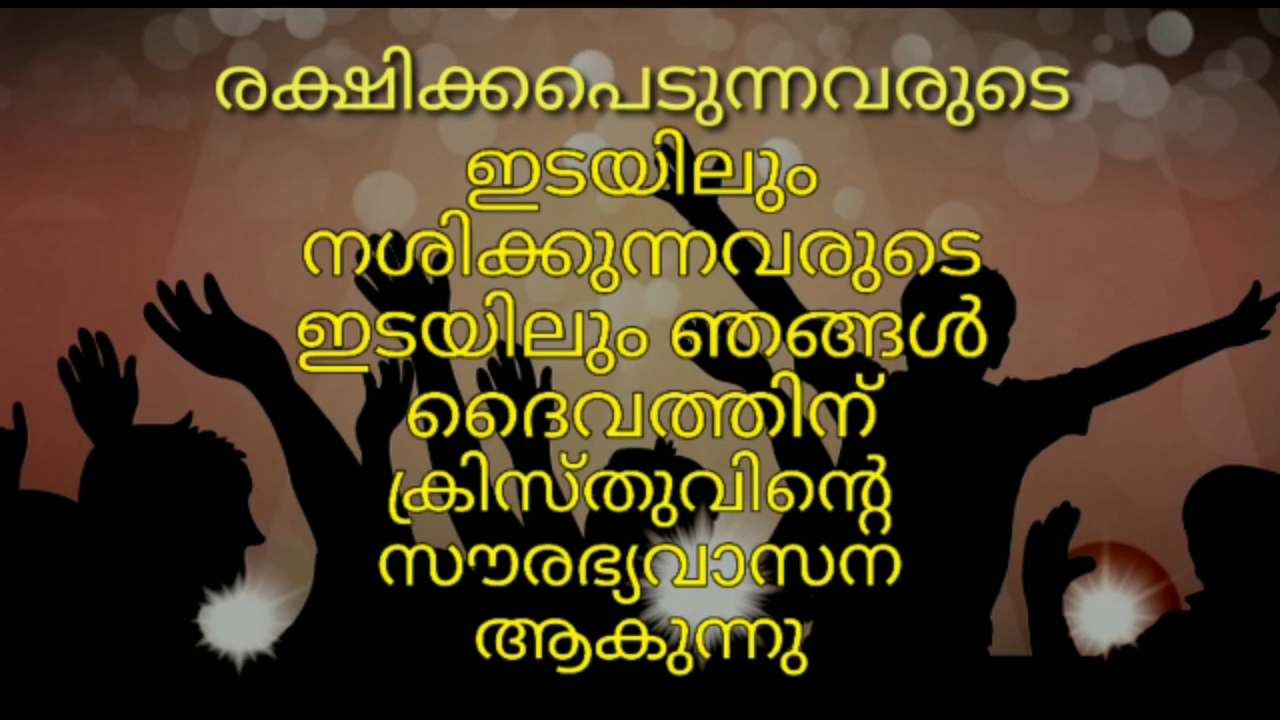 രക്ഷിക്കപെടുന്നവരുടെ
ഇടയിലും
നശിക്കുന്നവരുടെ
ഇടയിലും ഞങ്ങൾ
ദൈവത്തിന്
ക്രിസ്തുവിന്റെ
സൗരഭ്യവാസന
ആകുന്നു